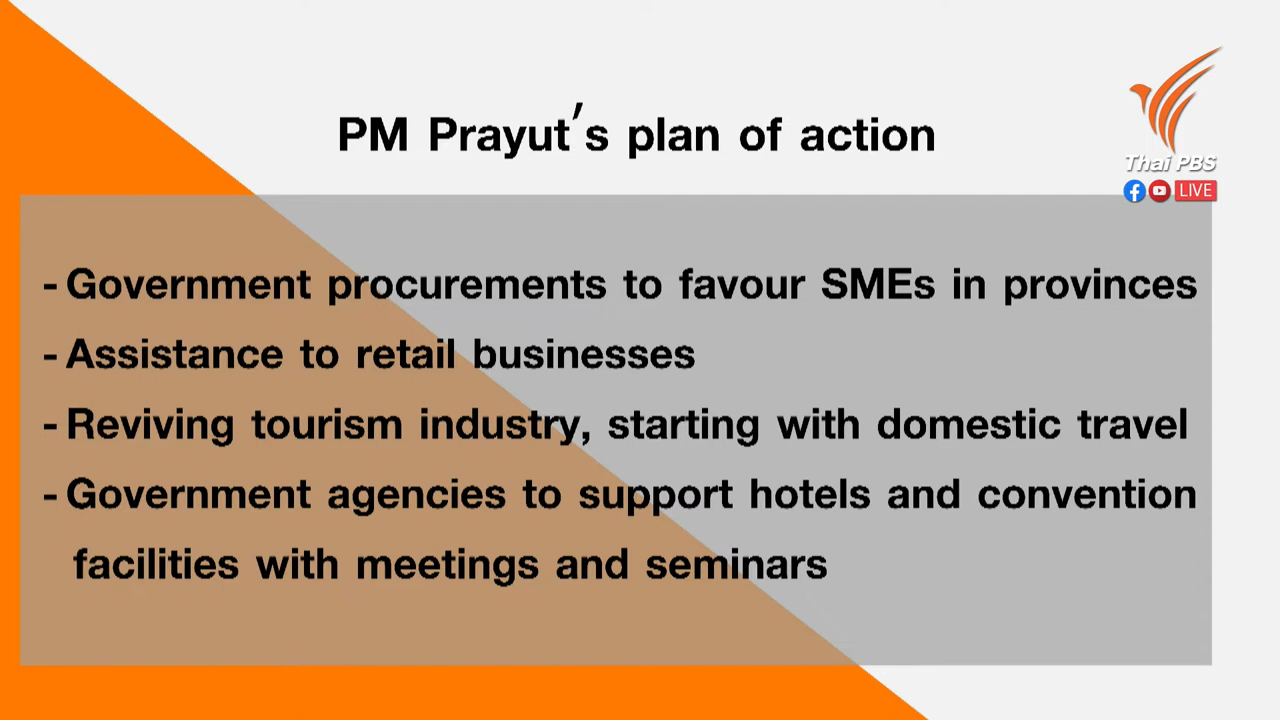 PM Prayut's plan of action
Thai PBS
LIVE
- Government procurements to favour SMEs in provinces
- Assistance to retail businesses
- Reviving tourism industry, starting with domestic travel
- Government agencies to support hotels and convention
facilities with meetings and seminars